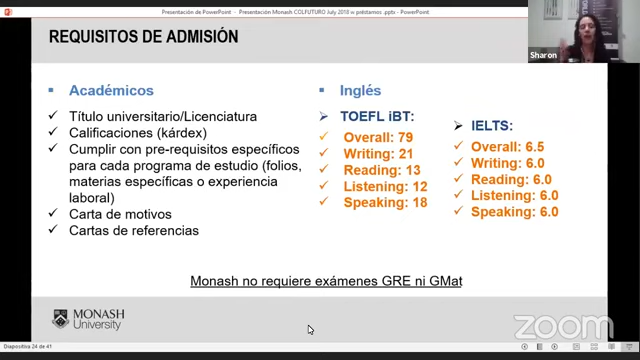 Presentación de PowerPoint - Presentación Monash COLFUTURO July 2018 w préstamos .pptx - PowerPoint
REQUISITOS DE ADMISIÓN
Sharon
Académicos
Título universitario/Licenciatura
Calificaciones (kárdex)
Cumplir con pre-requisitos específicos
para cada programa de estudio (folios,
materias específicas o experiencia
laboral)
Carta de motivos
Cartas de referencias
Inglés
TOEFL iBT:
Overall: 79
Writing: 21
Reading: 13
Listening: 12
Speaking: 18
IELTS:
Overall: 6.5
Writing: 6.0
Reading: 6.0
Listening: 6.0
Speaking: 6.0
Monash no requiere exámenes GRE ni GMat
MONASH
University
zoom
Diapositiva 24 de 41